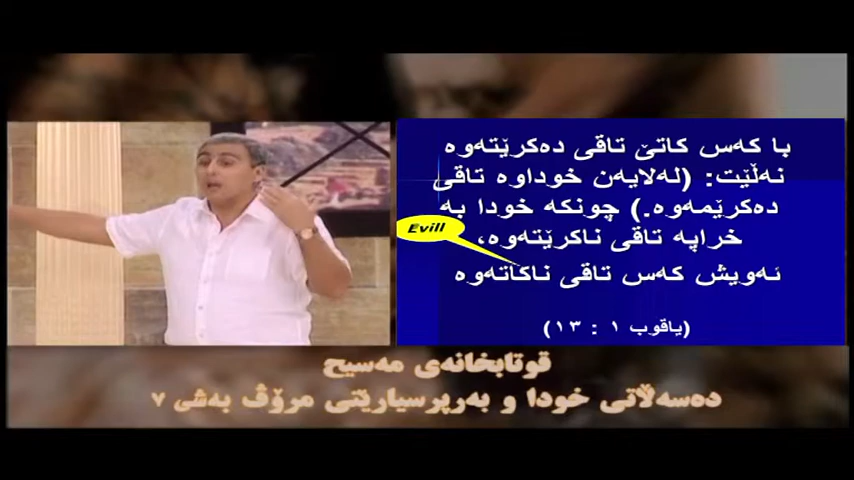 با کەس کاتێ تاقی دەکرێتەوە
نەڵێت: (لەلایەن خوداوە تاقی
دەکرێمەوە.) چونکە خودا بە
خراپە تاقی ناکرێتەوە،
Evill
ئەویش کەس تاقی ناکاتەوە
(یاقوب ١ : ١٣)
قوتابخانەی مەسیح
دەسەڵاتی خودا و بەرپرسیارێتی مرۆڤ بەشی ٧